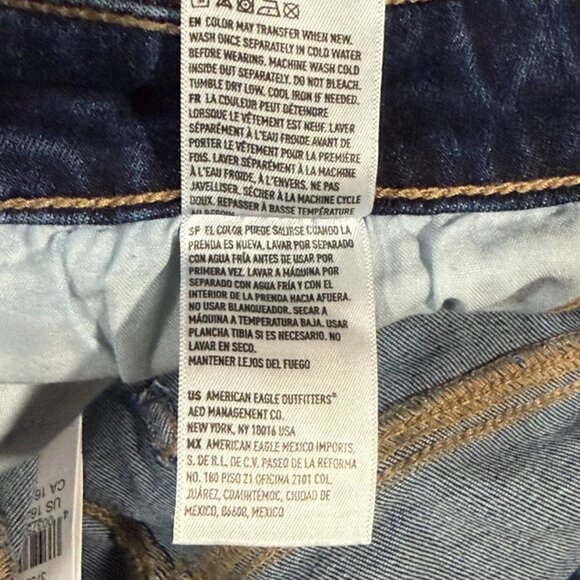 EN COLOR MAY TRANSFER WHEN NEW.
WASH ONCE SEPARATELY IN COLD WATER
BEFORE WEARING. MACHINE WASH COLD
INSIDE OUT SEPARATELY. DO NOT BLEACH.
TUMBLE DRY LOW. COOL IRON IF NEEDED.
FR LA COULEUR PEUT DÉTEINDRE
LORSQUE LE VÊTEMENT EST NEUF. LAVER
SÉPARÉMENT À L'EAU FROIDE AVANT DE
PORTER LE VÊTEMENT POUR LA PREMIÈRE
FOIS. LAVER SÉPARÉMENT À LA MACHINE
À L'EAU FROIDE, À L'ENVERS. NE PAS
JAVELLISER. SÉCHER À LA MACHINE CYCLE
DOUX. REPASSER À BASSE TEMPÉRATURE
AU BESOIN
SP EL COLOR PUEDE SALIRSE CUANDO LA
PRENDA ES NUEVA. LAVAR POR SEPARADO
CON AGUA FRÍA ANTES DE USAR POR
PRIMERA VEZ. LAVAR A MÁQUINA POR
SEPARADO CON AGUA FRÍA Y CON EL
INTERIOR DE LA PRENDA HACIA AFUERA.
NO USAR BLANQUEADOR. SECAR A
MÁQUINA A TEMPERATURA BAJA. USAR
PLANCHA TIBIA SI ES NECESARIO. NO
LAVAR EN SECO.
MANTENER LEJOS DEL FUEGO
US AMERICAN EAGLE OUTFITTERS®
AEO MANAGEMENT CO.
NEW YORK, NY 10016 USA
MX AMERICAN EAGLE MEXICO IMPORTS,
S. DE R.L. DE C.V. PASEO DE LA REFORMA
NO. 180 PISO 21 OFICINA 2101 COL.
JUÁREZ, CUAUHTÉMOC, CIUDAD DE
MÉXICO, 06600, MEXICO
US 16
CA 16